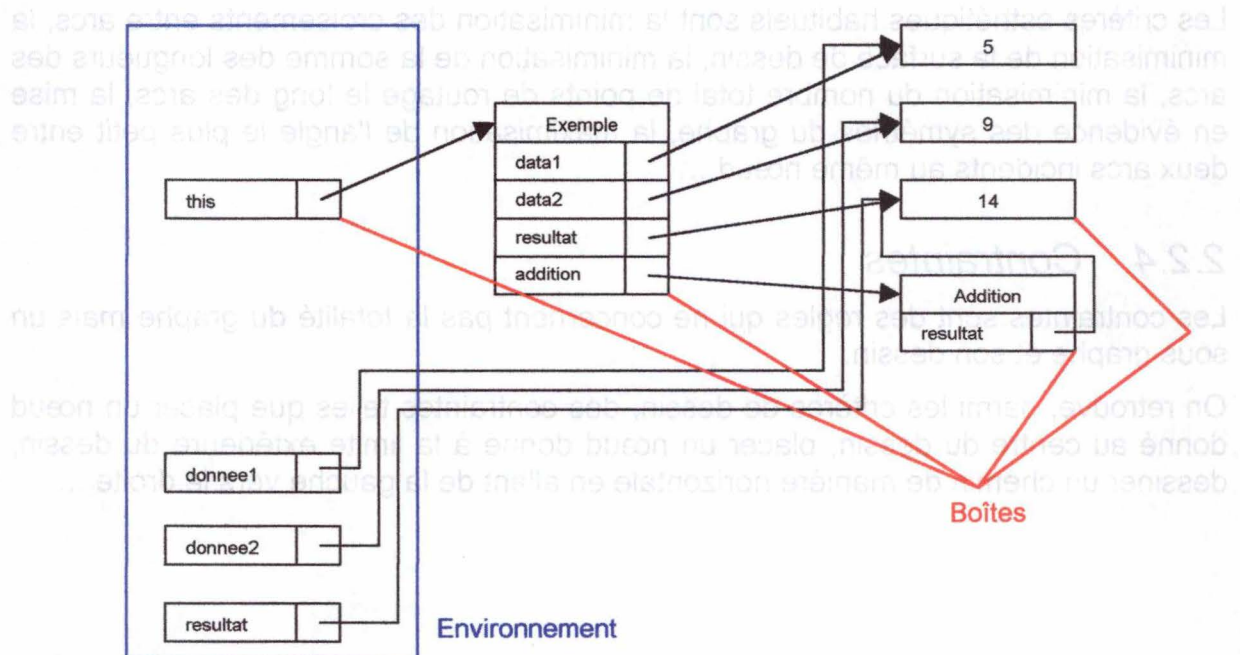 5
Exemple
9
data1
this
data2
14
resultat
addition
Addition
resultat
donnee1
Boîtes
donnee2
resultat
Environnement